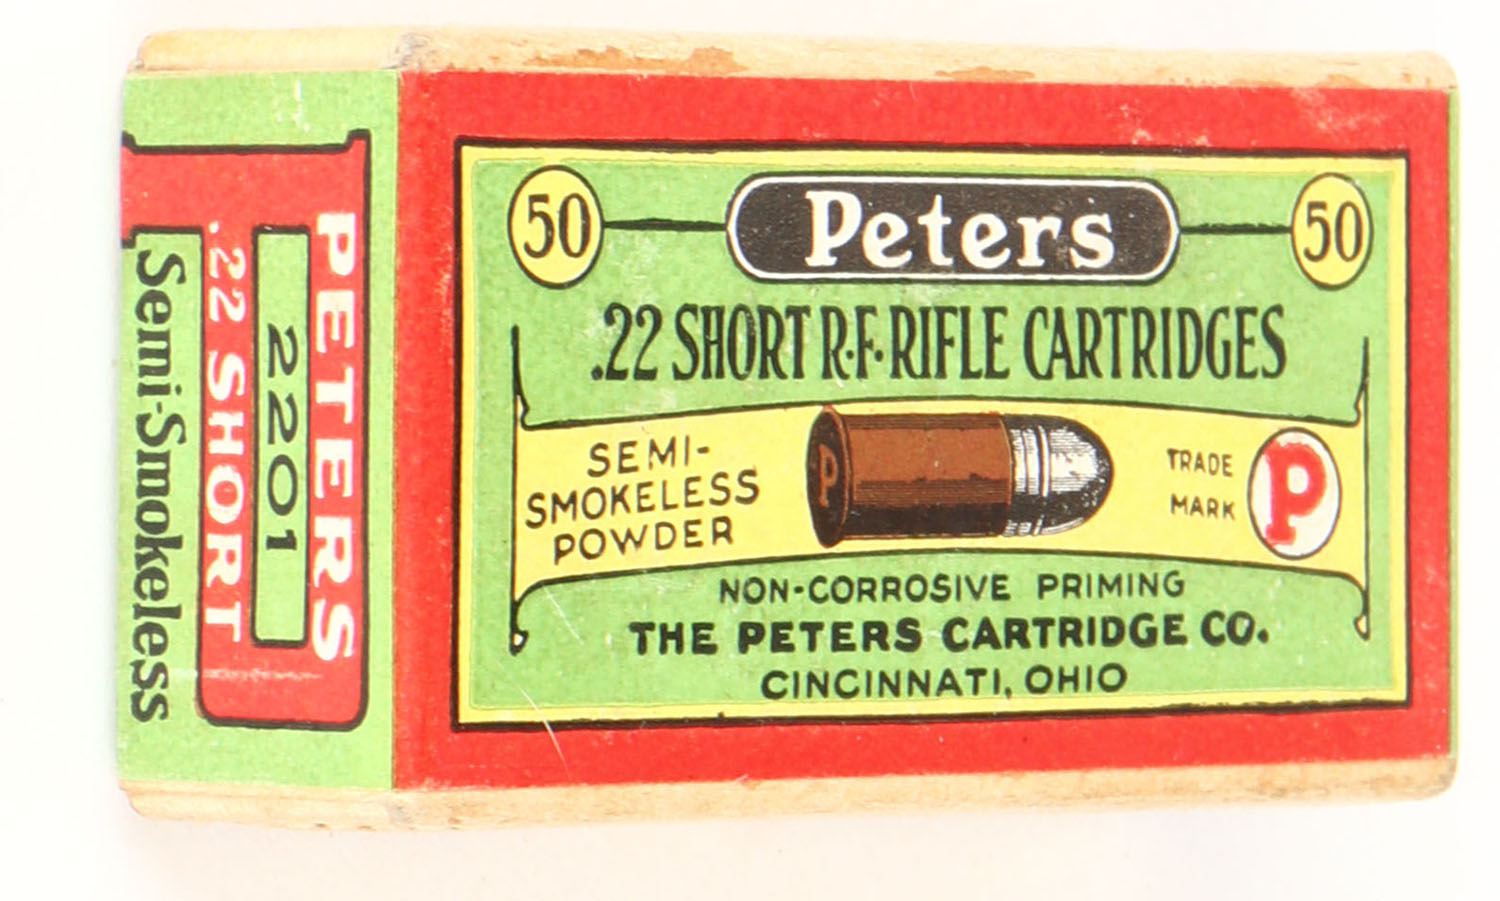 50 Peters 50
.22 SHORT R·F· RIFLE CARTRIDGES
SEMI-
SMOKELESS
POWDER
P
TRADE
MARK
P
NON-CORROSIVE PRIMING
THE PETERS CARTRIDGE CO.
CINCINNATI, OHIO
PETERS
2201
.22 SHORT
Semi-Smokeless